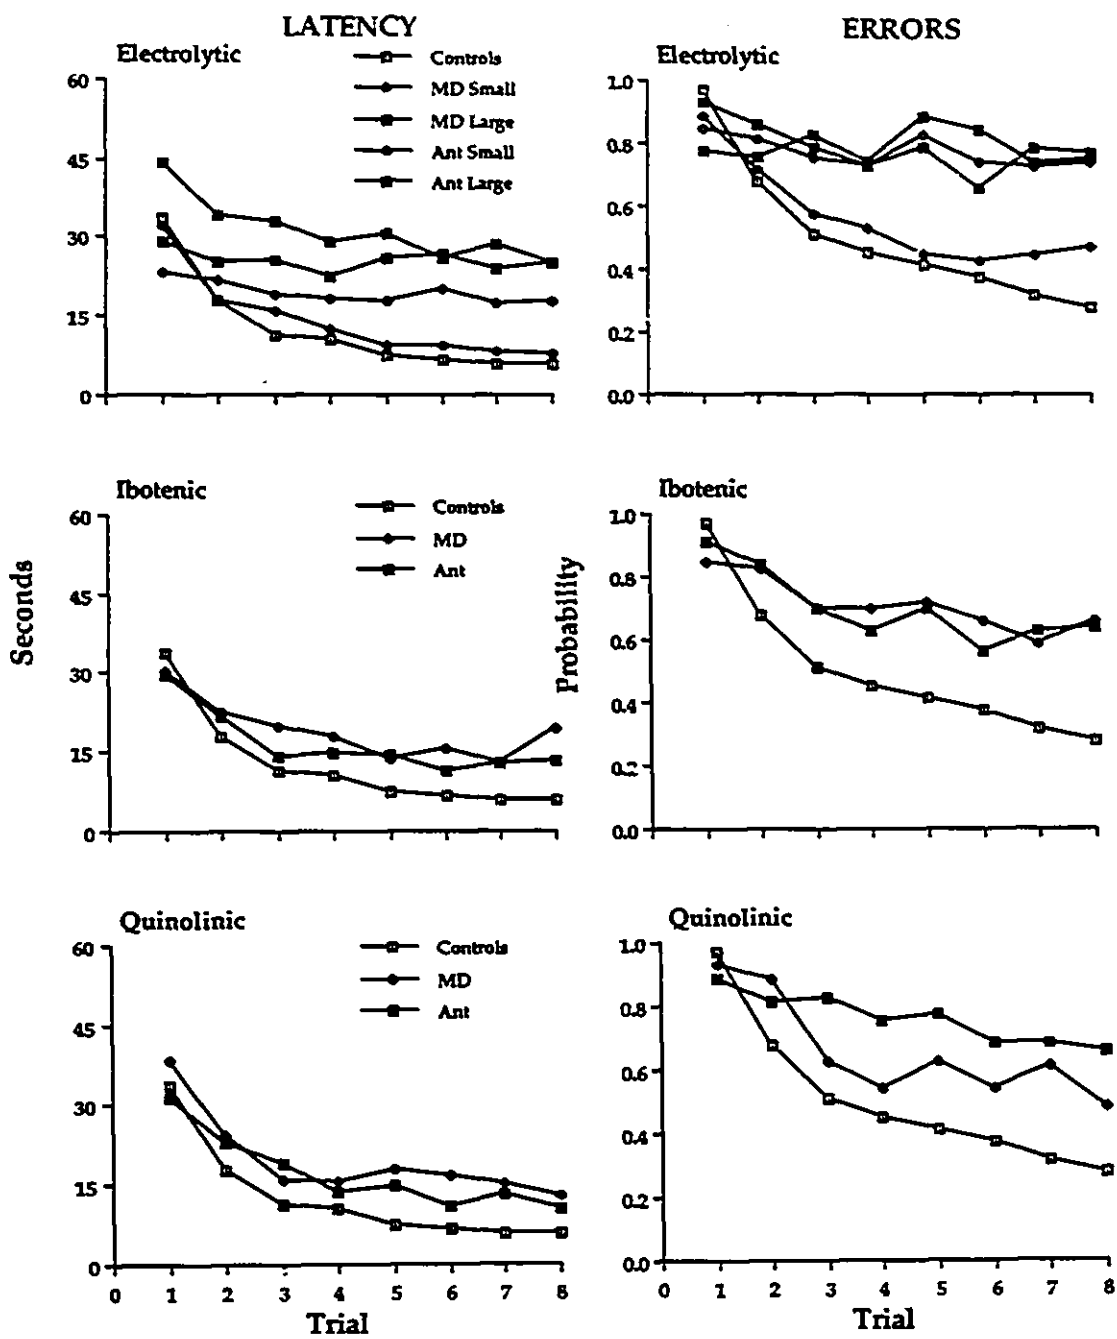 LATENCY
Electrolytic
Controls
MD Small
MD Large
Ant Small
Ant Large
60
45
30
15
0
ERRORS
Electrolytic
1.0
0.8
0.6
0.4
0.2
0.0
Seconds
Ibotenic
Controls
MD
Ant
60
45
30
15
0
Probability
Ibotenic
1.0
0.8
0.6
0.4
0.2
0.0
Quinolinic
Controls
MD
Ant
60
45
30
15
0
0 1 2 3 4 5 6 7 8
Trial
Quinolinic
1.0
0.8
0.6
0.4
0.2
0.0
0 1 2 3 4 5 6 7 8
Trial